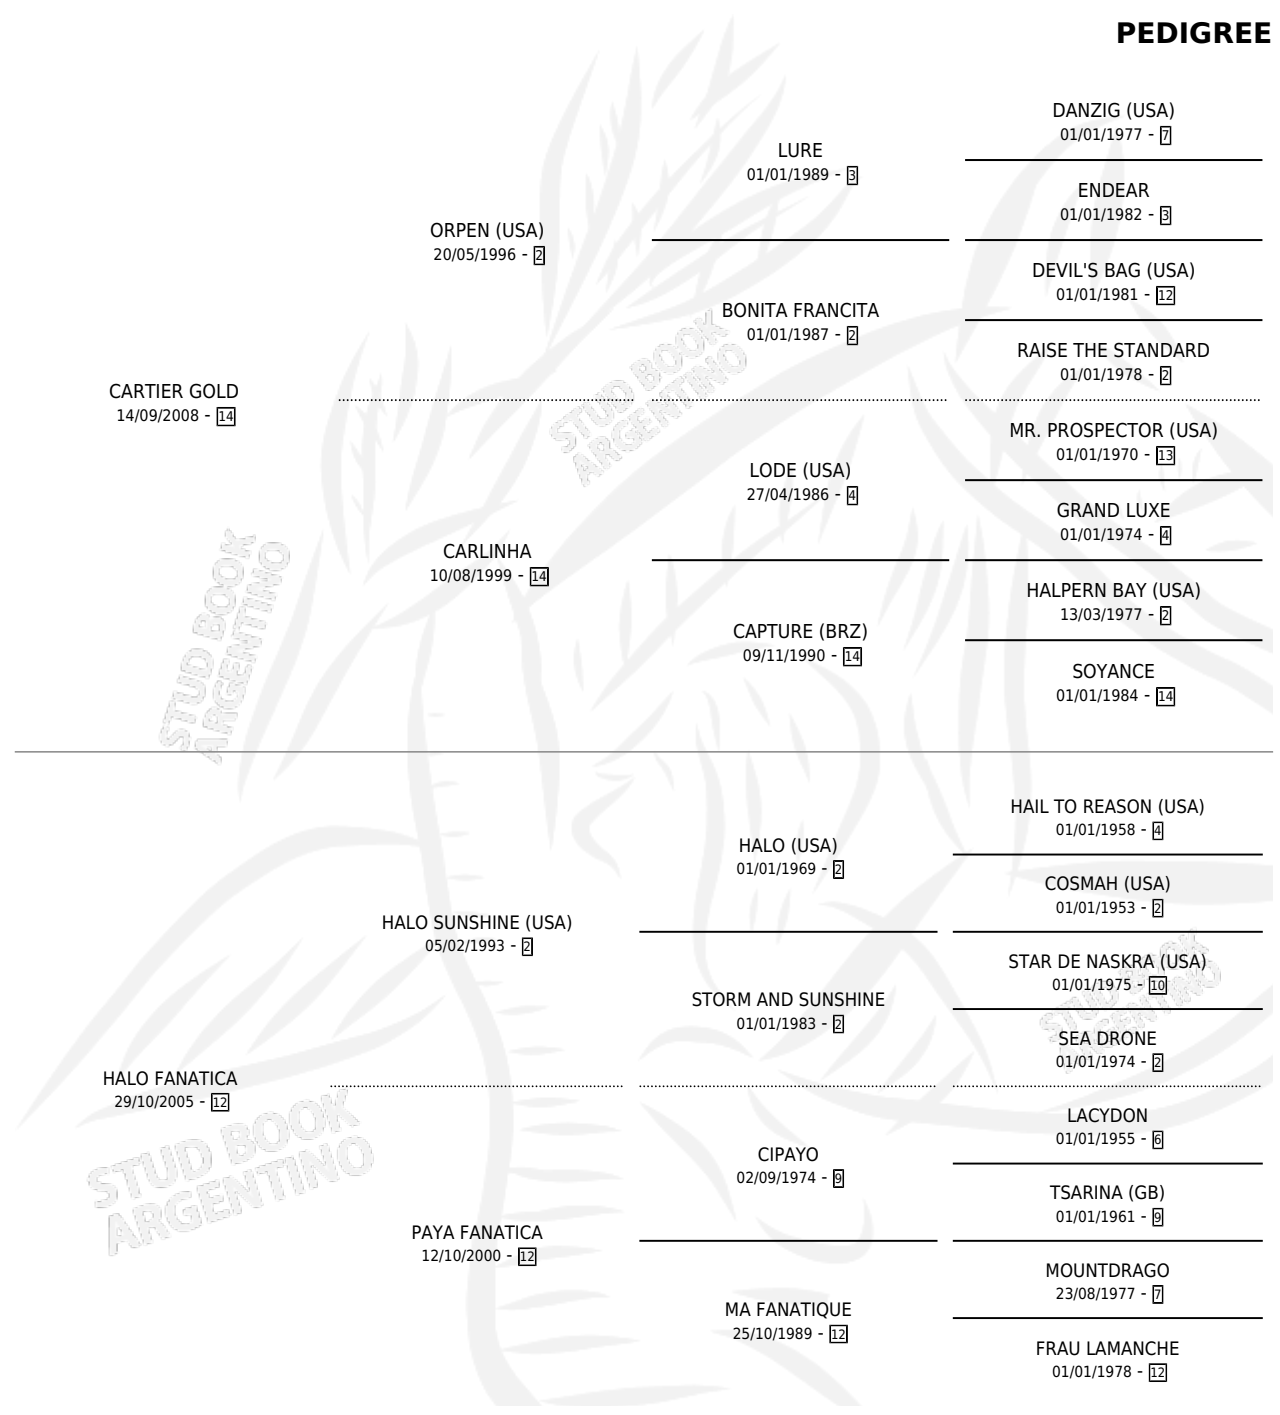 PEDIGREE
DANZIG (USA)
01/01/1977 - 7
LURE
01/01/1989 - 3
ENDEAR
01/01/1982 - 3
ORPEN (USA)
20/05/1996 - 2
DEVIL'S BAG (USA)
01/01/1981 - 12
BONITA FRANCITA
01/01/1987 - 2
RAISE THE STANDARD
01/01/1978 - 2
CARTIER GOLD
14/09/2008 - 14
STUD BOOK
ARGENTINO
MR. PROSPECTOR (USA)
01/01/1970 - 13
LODE (USA)
27/04/1986 - 4
GRAND LUXE
01/01/1974 - 4
CARLINHA
10/08/1999 - 14
HALPERN BAY (USA)
13/03/1977 - 2
CAPTURE (BRZ)
09/11/1990 - 14
SOYANCE
01/01/1984 - 14
STUD BOOK
ARGENTINO
HAIL TO REASON (USA)
01/01/1958 - 4
HALO (USA)
01/01/1969 - 2
COSMAH (USA)
01/01/1953 - 2
HALO SUNSHINE (USA)
05/02/1993 - 2
STAR DE NASKRA (USA)
01/01/1975 - 10
STORM AND SUNSHINE
01/01/1983 - 2
SEA DRONE
01/01/1974 - 2
STUD BOOK
ARGENTINO
HALO FANATICA
29/10/2005 - 12
LACYDON
01/01/1955 - 6
CIPAYO
02/09/1974 - 9
TSARINA (GB)
01/01/1961 - 9
STUD BOOK
ARGENTINO
PAYA FANATICA
12/10/2000 - 12
MOUNTDRAGO
23/08/1977 - 7
MA FANATIQUE
25/10/1989 - 12
FRAU LAMANCHE
01/01/1978 - 12